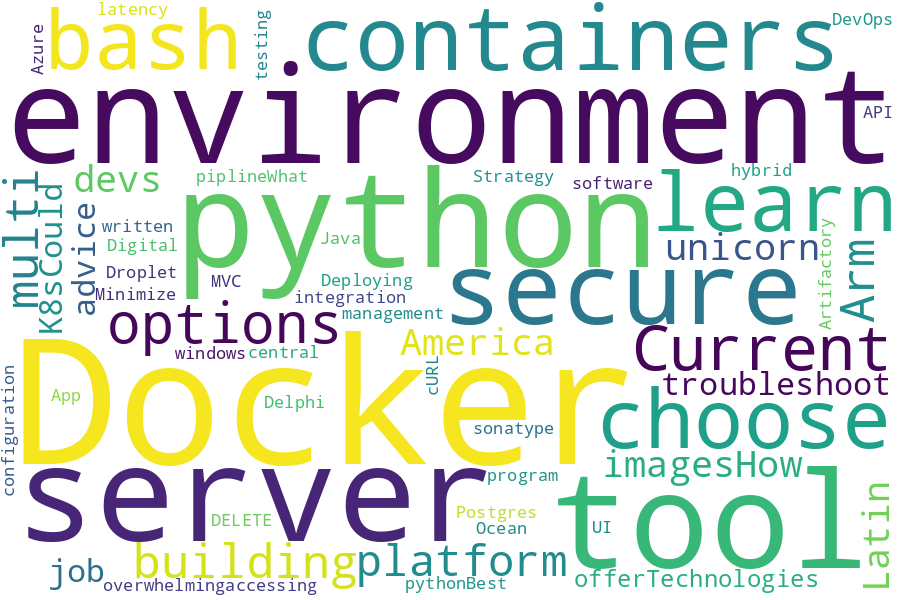 latency
bash
containers
DevOps
Azure
testing
environment
API
multi
K8sCould
devs
advice
piplineWhat
python
Strategy
software
hybrid
learn
written
Digital
Java
unicorn
Artifactory
Arm
Droplet
MVC
Deploying
secure
Minimize
integration
options
management
windows
central
America
Current
cURL
troubleshoot
configuration
App
Docker
Delphi
choose
sonatype
imagesHow
server
program
tool
Latin
DELETE
Postgres
Ocean
UI
job
building
platform
offerTechnologies
overwhelmingaccessing
pythonBest